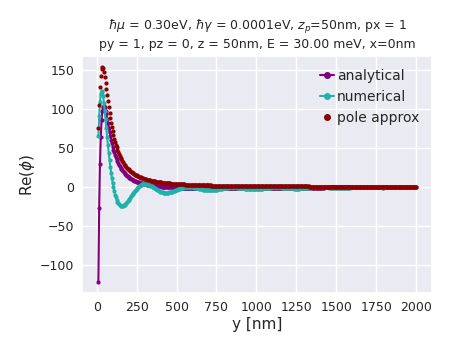 ℏμ = 0.30eV, ℏγ = 0.0001eV, z_p=50nm, px = 1
py = 1, pz = 0, z = 50nm, E = 30.00 meV, x=0nm
analytical
numerical
pole approx
Re(ϕ)
150
100
50
0
−50
−100
0 250 500 750 1000 1250 1500 1750 2000
y [nm]